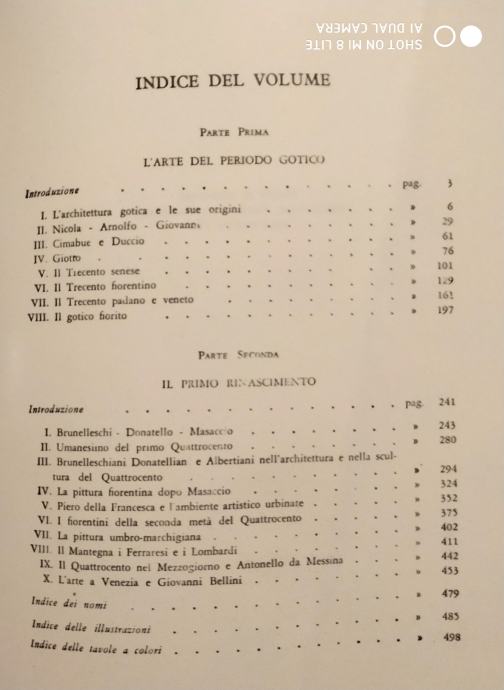 SHOT ON MI 8 LITE
AI DUAL CAMERA
INDICE DEL VOLUME
PARTE PRIMA
L'ARTE DEL PERIODO GOTICO
Introduzione . . . . . . . . . . . . . pag. 3
I. L'architettura gotica e le sue origini . . . . . . » 6
II. Nicola - Arnolfo - Giovanni . . . . . . . » 29
III. Cimabue e Duccio . . . . . . . . . » 61
IV. Giotto . . . . . . . . . . . . » 76
V. Il Trecento senese . . . . . . . . . » 101
VI. Il Trecento fiorentino . . . . . . . . » 129
VII. Il Trecento padano e veneto . . . . . . . » 161
VIII. Il gotico fiorito . . . . . . . . . » 197
PARTE SECONDA
IL PRIMO RINASCIMENTO
Introduzione . . . . . . . . . . . . . pag. 241
I. Brunelleschi - Donatello - Masaccio . . . . . . » 243
II. Umanesimo del primo Quattrocento . . . . . . » 280
III. Brunelleschiani Donatelliani e Albertiani nell'architettura e nella scul-
tura del Quattrocento . . . . . . . . » 294
IV. La pittura fiorentina dopo Masaccio . . . . . . » 324
V. Piero della Francesca e l'ambiente artistico urbinate . . . . » 352
VI. I fiorentini della seconda metà del Quattrocento . . . . » 375
VII. La pittura umbro-marchigiana . . . . . . . » 402
VIII. Il Mantegna i Ferraresi e i Lombardi . . . . . . » 411
IX. Il Quattrocento nel Mezzogiorno e Antonello da Messina . . . » 442
X. L'arte a Venezia e Giovanni Bellini . . . . . . » 453
Indice dei nomi . . . . . . . . . . . » 479
Indice delle illustrazioni . . . . . . . . . » 485
Indice delle tavole a colori . . . . . . . . . » 498